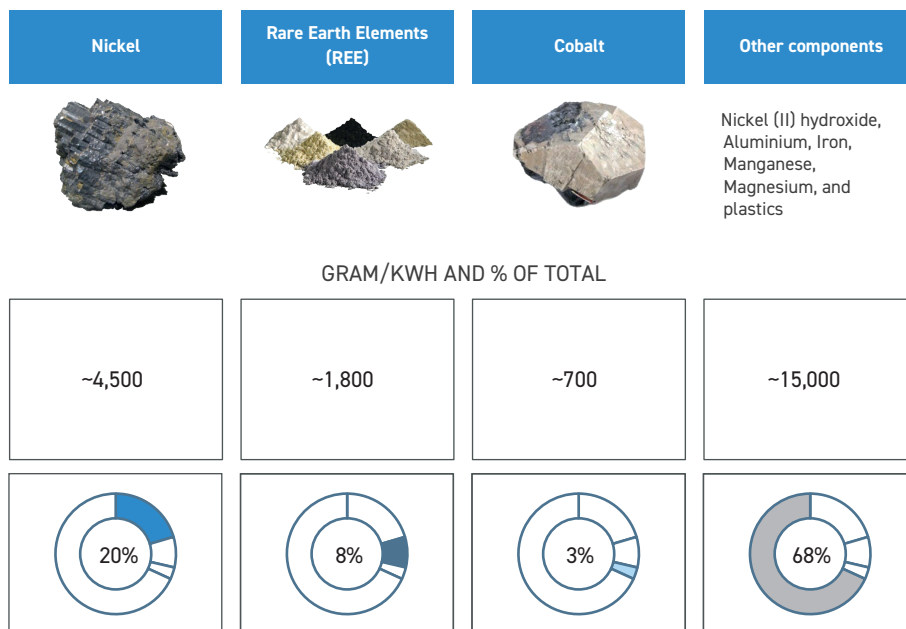 Nickel
Rare Earth Elements
(REE)
Cobalt
Other components
Nickel (II) hydroxide,
Aluminium, Iron,
Manganese,
Magnesium, and
plastics
GRAM/KWH AND % OF TOTAL
~4,500
~1,800
~700
~15,000
20%
8%
3%
68%